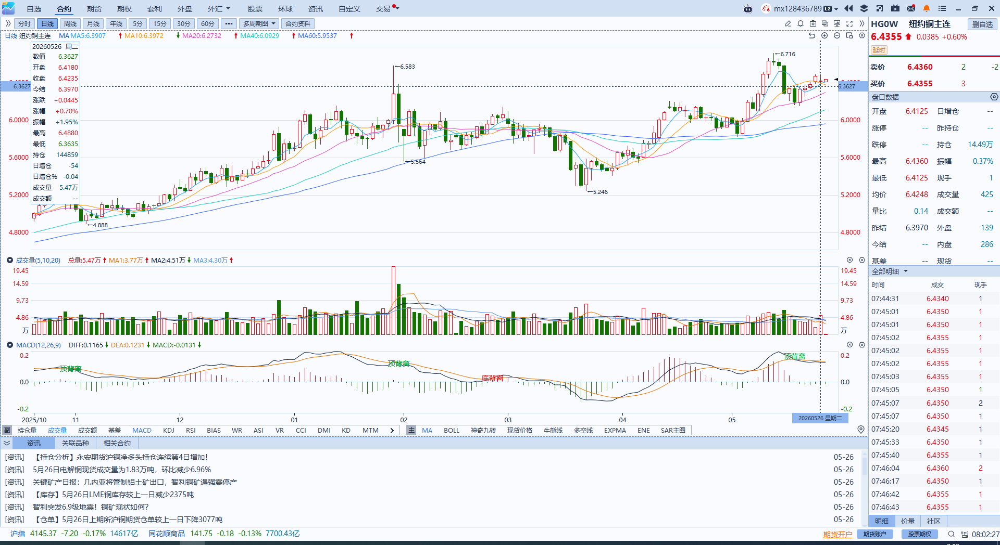 自选 合约 期货 期权 套利 外盘 外汇 股票 环球 资讯 自定义 交易 mx128436789 L2
分时 日线 周线 月线 年线 5分 15分 30分 60分 ••• 多周期图 合约资料
日线 纽约铜主连 MA MA5:6.3907 MA10:6.3972 MA20:6.2732 MA40:6.0929 MA60:5.9537
20260526 周二
数值 6.3627
开盘 6.4180
收盘 6.4235
今结 6.3970
涨跌 +0.0445
涨幅 +0.70%
振幅 +1.95%
最高 6.4880
最低 6.3635
持仓 144859
日增仓 -54
日增仓% -0.04
成交量 5.47万
成交额 --
6.3627
6.0000
5.6000
5.2000
4.8000
6.583
6.716
5.564
5.246
4.888
6.3627
6.0000
5.6000
5.2000
4.8000
成交量(5,10,20) 总量:5.47万 MA1:3.77万 MA2:4.51万 MA3:4.30万
19.45 19.45
14.59 14.59
9.73 9.73
4.86 4.86
万 万
MACD(12,26,9) DIFF:0.1165 DEA:0.1231 MACD:-0.0131
0.2 0.2
0.0 0.0
-0.2 -0.2
顶背离 顶背离 底背离 顶背离
2025/10 11 12 01 02 03 04 05 20260526 星期二
副 持仓量 成交量 成交额 基差 MACD KDJ RSI BIAS WR ASI VR CCI DMI KD MTM 主 MA BOLL 神奇九转 现货价格 牛熊线 多空线 EXPMA ENE SAR主图
资讯 关联品种 相关合约
[资讯] 【持仓分析】永安期货沪铜净多头持仓连续第4日增加！ 05-26
[资讯] 5月26日电解铜现货成交量为1.83万吨，环比减少6.96% 05-26
[资讯] 关键矿产日报：几内亚将管制铝土矿出口，智利铜矿遇强震停产 05-26
[资讯] 【库存】5月26日LME铜库存较上一日减少2375吨 05-26
[资讯] 智利突发6.9级地震！铜矿现状如何？ 05-26
[资讯] 【仓单】5月26日上期所沪铜期货仓单较上一日下降3077吨 05-26
沪指 4145.37 -7.20 -0.17% 14617亿 同花顺商品 141.75 -0.18 -0.13% 7700.43亿
期货开户 期货账户 股票期权 08:02:27
HG0W 纽约铜主连 删自选
6.4355 0.0385 +0.60%
延时
卖价 6.4360 2 -2
买价 6.4355 3
盘口数据
开盘 6.4125 日增仓 --
涨停 -- 昨持仓 --
跌停 -- 持仓 14.49万
最高 6.4360 振幅 0.37%
最低 6.4125 现手 1
均价 6.4248 成交量 425
量比 0.14 成交额 --
昨结 6.3970 外盘 139
今结 -- 内盘 286
基差 -- 现货 --
全部明细
时间 成交 现手
07:44:31 6.4340 1
07:45:01 6.4350 1
07:45:01 6.4350 1
07:45:02 6.4355 1
07:45:02 6.4355 1
07:45:02 6.4355 1
07:45:03 6.4355 1
07:45:05 6.4350 1
07:45:07 6.4350 2
07:45:07 6.4350 1
07:45:20 6.4345 1
07:45:33 6.4350 1
07:45:40 6.4355 1
07:46:04 6.4360 2
07:46:17 6.4350 1
07:46:42 6.4355 1
07:46:43 6.4355 1
明细 价量 社区